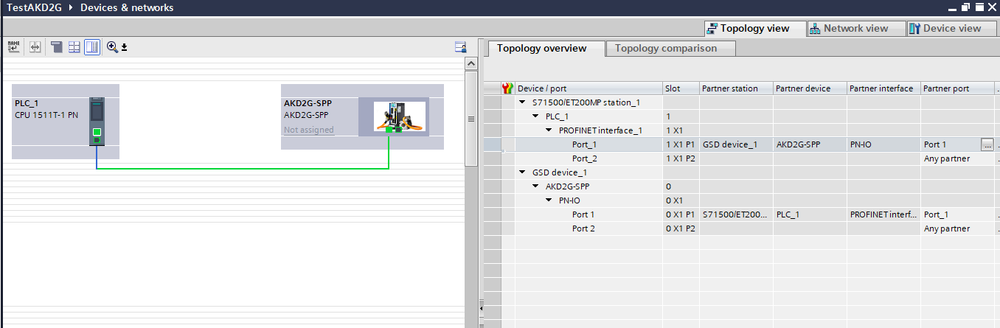 TestAKD2G ▸ Devices & networks
Topology view Network view Device view
Topology overview Topology comparison
PLC_1
CPU 1511T-1 PN
AKD2G-SPP
AKD2G-SPP
Not assigned
Device / port Slot Partner station Partner device Partner interface Partner port ..
S71500/ET200MP station_1
PLC_1 1
PROFINET interface_1 1 X1
Port_1 1 X1 P1 GSD device_1 AKD2G-SPP PN-IO Port 1 ...
Port_2 1 X1 P2 Any partner
GSD device_1
AKD2G-SPP 0
PN-IO 0 X1
Port 1 0 X1 P1 S71500/ET200... PLC_1 PROFINET interf... Port_1
Port 2 0 X1 P2 Any partner